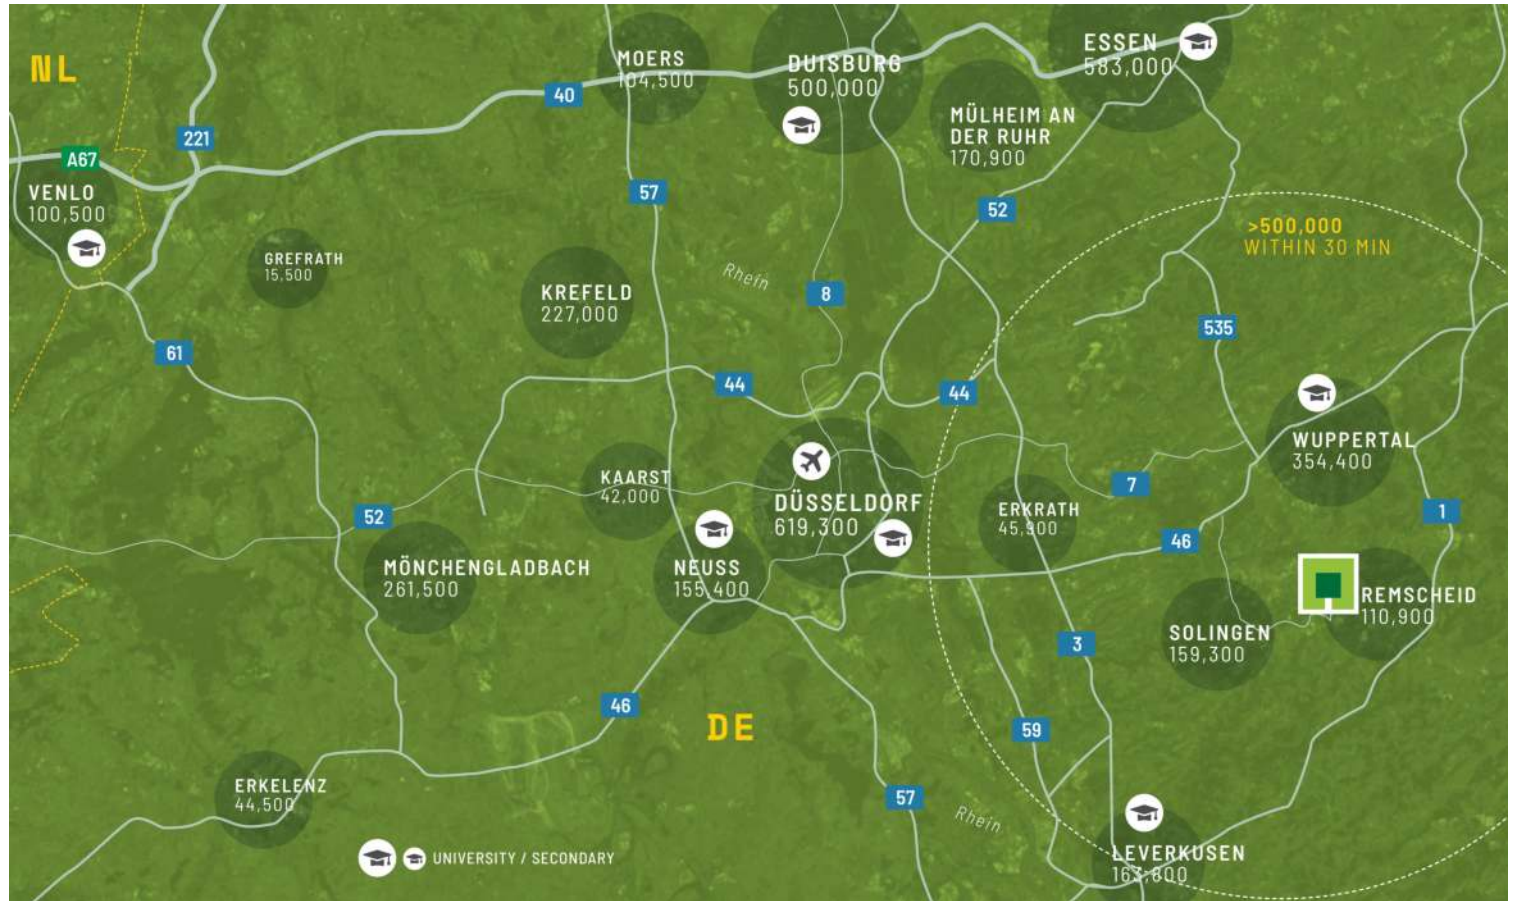 NL
MOERS
104,500
DUISBURG
500,000
ESSEN
583,000
40
221
A67
MÜLHEIM AN
DER RUHR
170,900
VENLO
100,500
57
52
>500,000
WITHIN 30 MIN
GREFRATH
15,500
Rhein
KREFELD
227,000
8
535
61
44
44
WUPPERTAL
354,400
KAARST
42,000
7
DÜSSELDORF
619,300
ERKRATH
45,900
1
52
46
MÖNCHENGLADBACH
261,500
NEUSS
155,400
REMSCHEID
110,900
SOLINGEN
159,300
3
46
DE
59
ERKELENZ
44,500
57
Rhein
UNIVERSITY / SECONDARY
LEVERKUSEN
163,800